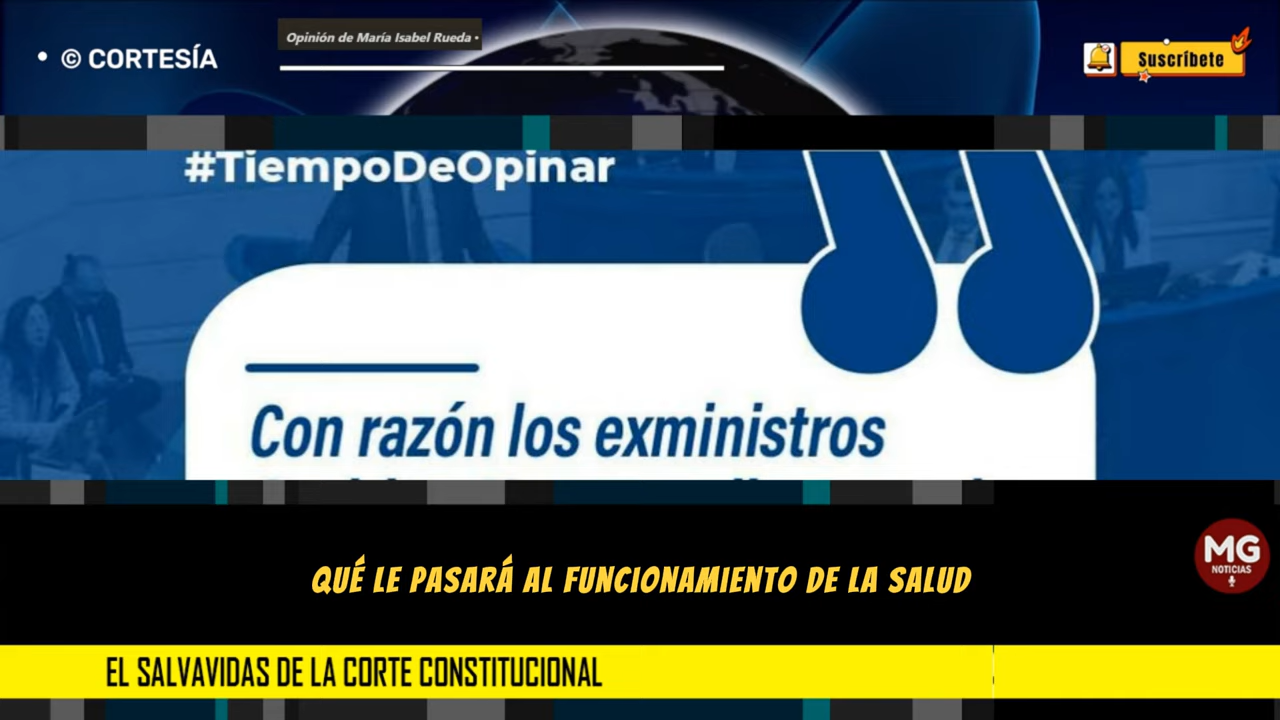 • © CORTESÍA
Opinión de María Isabel Rueda •
Suscríbete
#TiempoDeOpinar
Con razón los exministros
QUÉ LE PASARÁ AL FUNCIONAMIENTO DE LA SALUD
MG
NOTICIAS
EL SALVAVIDAS DE LA CORTE CONSTITUCIONAL